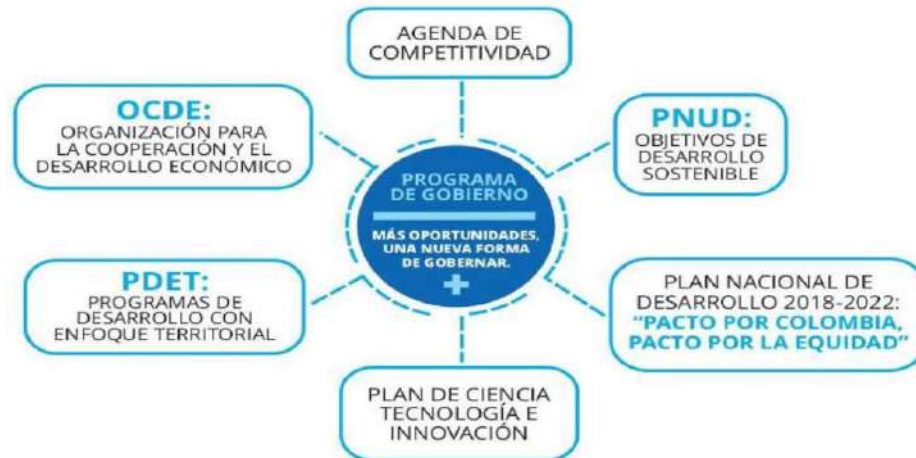 AGENDA DE
COMPETITIVIDAD
OCDE:
ORGANIZACIÓN PARA
LA COOPERACIÓN Y EL
DESARROLLO ECONÓMICO
PNUD:
OBJETIVOS DE
DESARROLLO
SOSTENIBLE
PROGRAMA
DE GOBIERNO
MÁS OPORTUNIDADES,
UNA NUEVA FORMA
DE GOBERNAR.
+
PDET:
PROGRAMAS DE
DESARROLLO CON
ENFOQUE TERRITORIAL
PLAN NACIONAL DE
DESARROLLO 2018-2022:
“PACTO POR COLOMBIA,
PACTO POR LA EQUIDAD”
PLAN DE CIENCIA
TECNOLOGÍA E
INNOVACIÓN